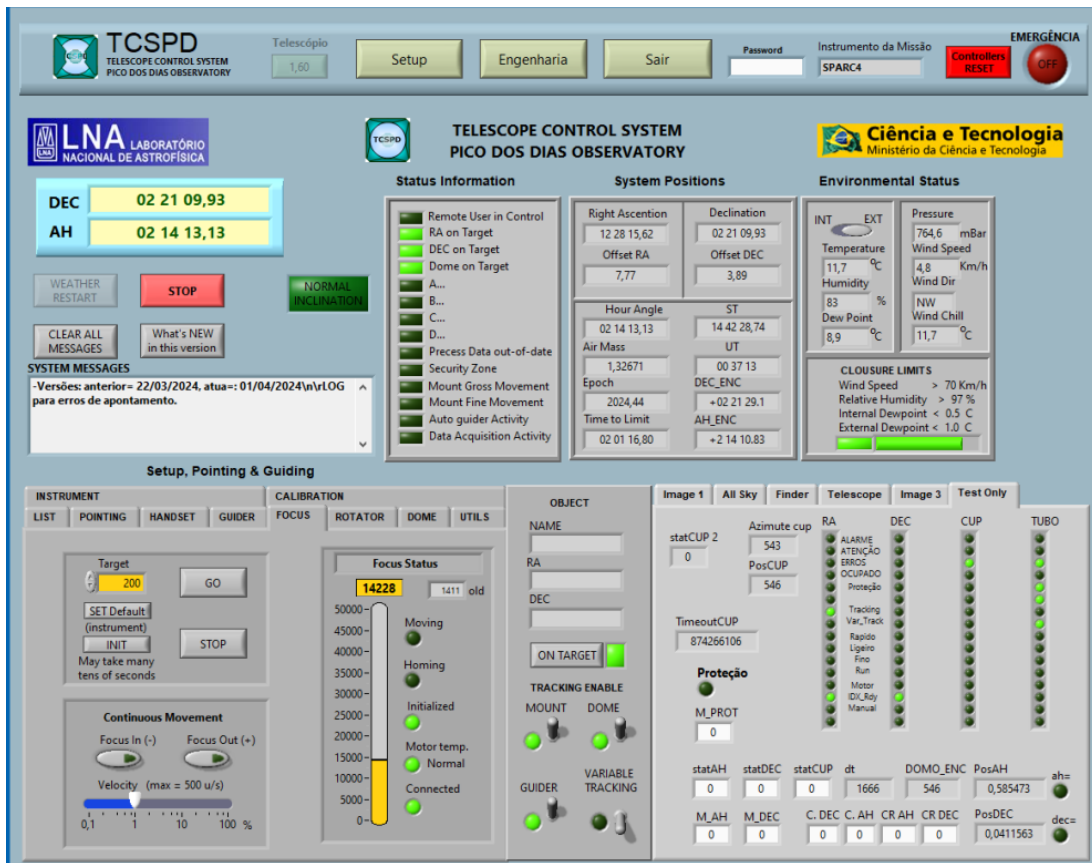 TCSPD
TELESCOPE CONTROL SYSTEM
PICO DOS DIAS OBSERVATORY
Telescópio
1,60
Setup
Engenharia
Sair
Password
Instrumento da Missão
SPARC4
Controllers
RESET
EMERGÊNCIA
OFF
LNA LABORATÓRIO
NACIONAL DE ASTROFÍSICA
TCSPD
TELESCOPE CONTROL SYSTEM
PICO DOS DIAS OBSERVATORY
Ciência e Tecnologia
Ministério da Ciência e Tecnologia
DEC 02 21 09,93
AH 02 14 13,13
WEATHER
RESTART
STOP
NORMAL
INCLINATION
CLEAR ALL
MESSAGES
What's NEW
in this version
SYSTEM MESSAGES
-Versões: anterior= 22/03/2024, atua=: 01/04/2024\n\rLOG
para erros de apontamento.
Status Information
Remote User in Control
RA on Target
DEC on Target
Dome on Target
A...
B...
C...
D...
Precess Data out-of-date
Security Zone
Mount Gross Movement
Mount Fine Movement
Auto guider Activity
Data Acquisition Activity
System Positions
Right Ascention Declination
12 28 15,62 02 21 09,93
Offset RA Offset DEC
7,77 3,89
Hour Angle ST
02 14 13,13 14 42 28,74
Air Mass UT
1,32671 00 37 13
Epoch DEC_ENC
2024,44 +02 21 29.1
Time to Limit AH_ENC
02 01 16,80 +2 14 10.83
Environmental Status
INT EXT
Temperature
11,7 ºC
Humidity
83 %
Dew Point
8,9 ºC
Pressure
764,6 mBar
Wind Speed
4,8 Km/h
Wind Dir
NW
Wind Chill
11,7 ºC
CLOUSURE LIMITS
Wind Speed > 70 Km/h
Relative Humidity > 97 %
Internal Dewpoint < 0.5 C
External Dewpoint < 1.0 C
Setup, Pointing & Guiding
INSTRUMENT CALIBRATION
LIST POINTING HANDSET GUIDER FOCUS ROTATOR DOME UTILS
Target
200
GO
SET Default
(instrument)
INIT
STOP
May take many
tens of seconds
Continuous Movement
Focus In (-) Focus Out (+)
Velocity (max = 500 u/s)
0,1 1 10 100 %
Focus Status
14228 1411 old
50000
45000
40000
35000
30000
25000
20000
15000
10000
5000
0
Moving
Homing
Initialized
Motor temp.
Normal
Connected
OBJECT
NAME
RA
DEC
ON TARGET
TRACKING ENABLE
MOUNT DOME
GUIDER VARIABLE
TRACKING
Image 1 All Sky Finder Telescope Image 3 Test Only
statCUP 2
0
Azimute cup
543
PosCUP
546
TimeoutCUP
874266106
Proteção
M_PROT
0
RA DEC CUP TUBO
ALARME
ATENÇÃO
ERROS
OCUPADO
Proteção
Tracking
Var_Track
Rapido
Ligeiro
Fino
Run
Motor
IDX_Rdy
Manual
statAH statDEC statCUP dt DOMO_ENC PosAH ah=
0 0 0 1666 546 0,585473
M_AH M_DEC C. DEC C. AH CR AH CR DEC PosDEC dec=
0 0 0 0 0 0 0,0411563